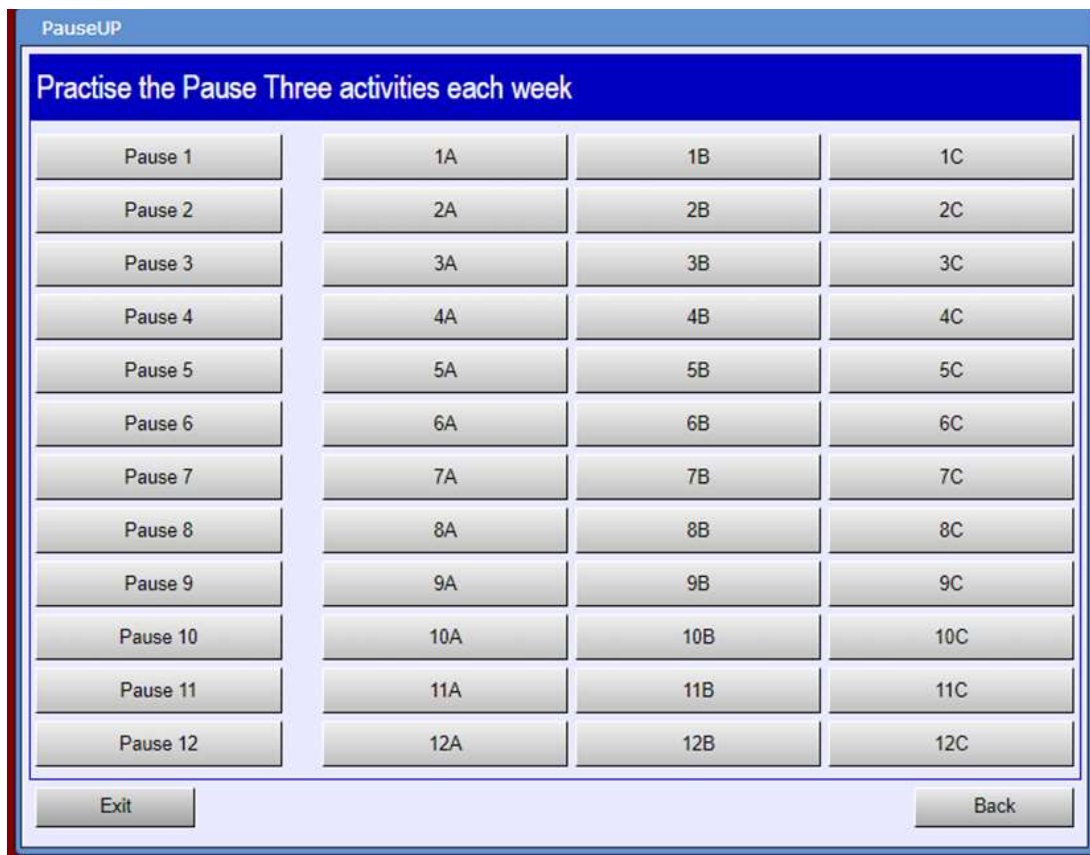 PauseUP
Practise the Pause Three activities each week
Pause 1 1A 1B 1C
Pause 2 2A 2B 2C
Pause 3 3A 3B 3C
Pause 4 4A 4B 4C
Pause 5 5A 5B 5C
Pause 6 6A 6B 6C
Pause 7 7A 7B 7C
Pause 8 8A 8B 8C
Pause 9 9A 9B 9C
Pause 10 10A 10B 10C
Pause 11 11A 11B 11C
Pause 12 12A 12B 12C
Exit Back